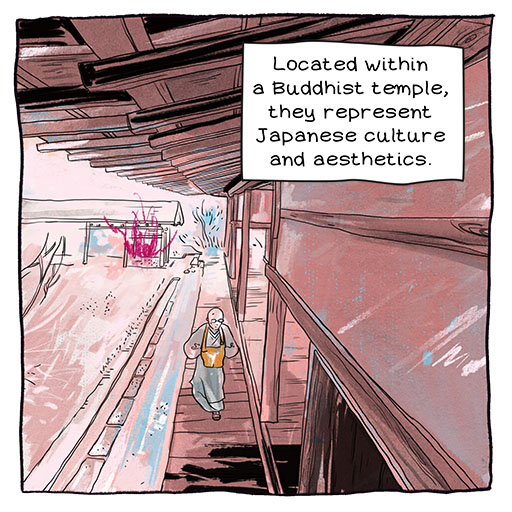 Located within
a Buddhist temple,
they represent
Japanese culture
and aesthetics.